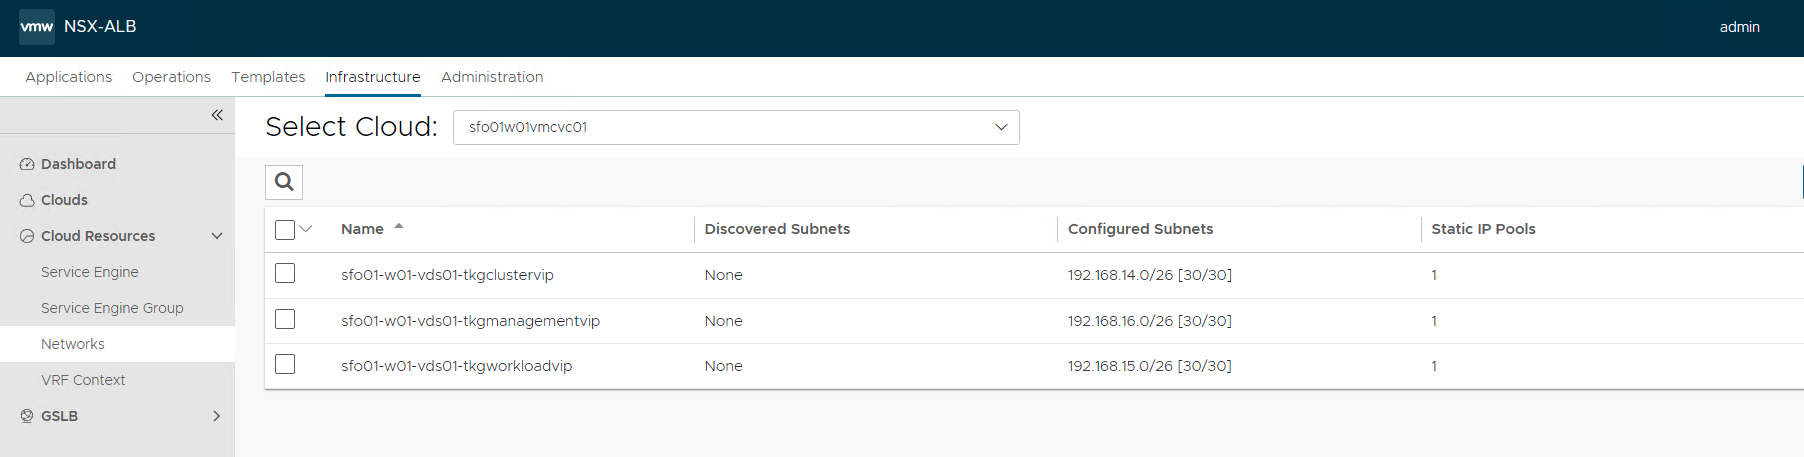 vmw NSX-ALB admin
Applications Operations Templates Infrastructure Administration
Select Cloud: sfo01w01vmcvc01
Dashboard
Clouds
Cloud Resources
Service Engine
Service Engine Group
Networks
VRF Context
GSLB
Name Discovered Subnets Configured Subnets Static IP Pools
sfo01-w01-vds01-tkgclustervip None 192.168.14.0/26 [30/30] 1
sfo01-w01-vds01-tkgmanagementvip None 192.168.16.0/26 [30/30] 1
sfo01-w01-vds01-tkgworkloadvip None 192.168.15.0/26 [30/30] 1